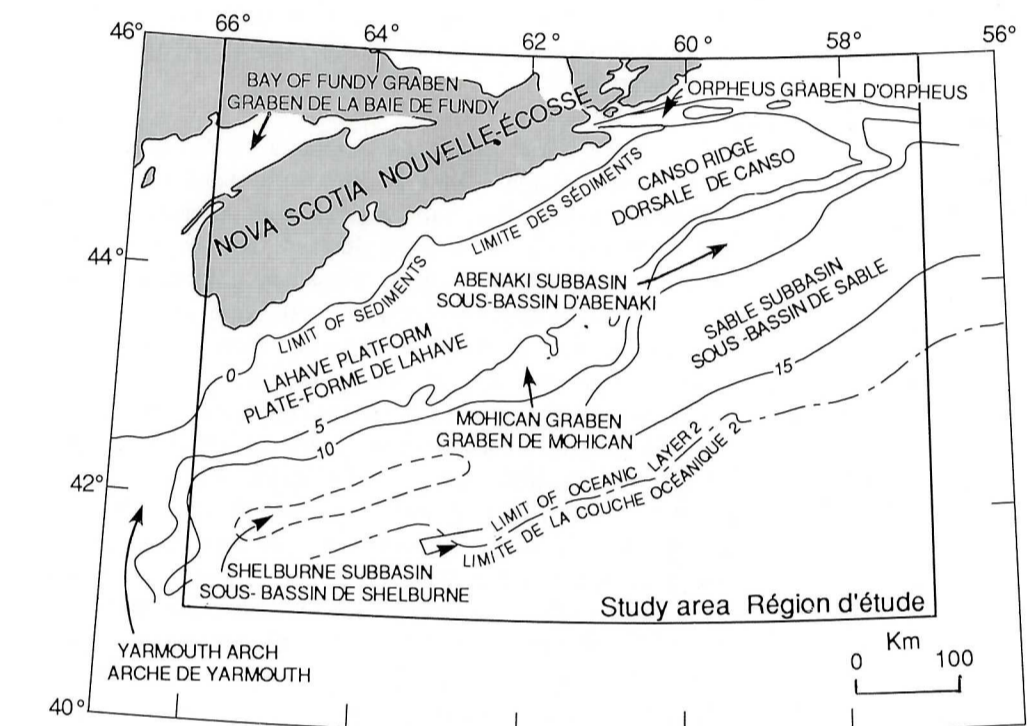 66°
46°
64°
62°
60°
58°
56°
BAY OF FUNDY GRABEN
GRABEN DE LA BAIE DE FUNDY
ORPHEUS GRABEN D'ORPHEUS
NOVA SCOTIA NOUVELLE-ÉCOSSE
CANSO RIDGE
DORSALE DE CANSO
LIMITE DES SÉDIMENTS
44°
LIMIT OF SEDIMENTS
ABENAKI SUBBASIN
SOUS-BASSIN D'ABENAKI
SABLE SUBBASIN
SOUS-BASSIN DE SABLE
LAHAVE PLATFORM
PLATE-FORME DE LAHAVE
0
15
5
10
MOHICAN GRABEN
GRABEN DE MOHICAN
42°
LIMIT OF OCEANIC LAYER 2
LIMITE DE LA COUCHE OCÉANIQUE 2
SHELBURNE SUBBASIN
SOUS-BASSIN DE SHELBURNE
Study area Région d'étude
YARMOUTH ARCH
ARCHE DE YARMOUTH
Km
0 100
40°